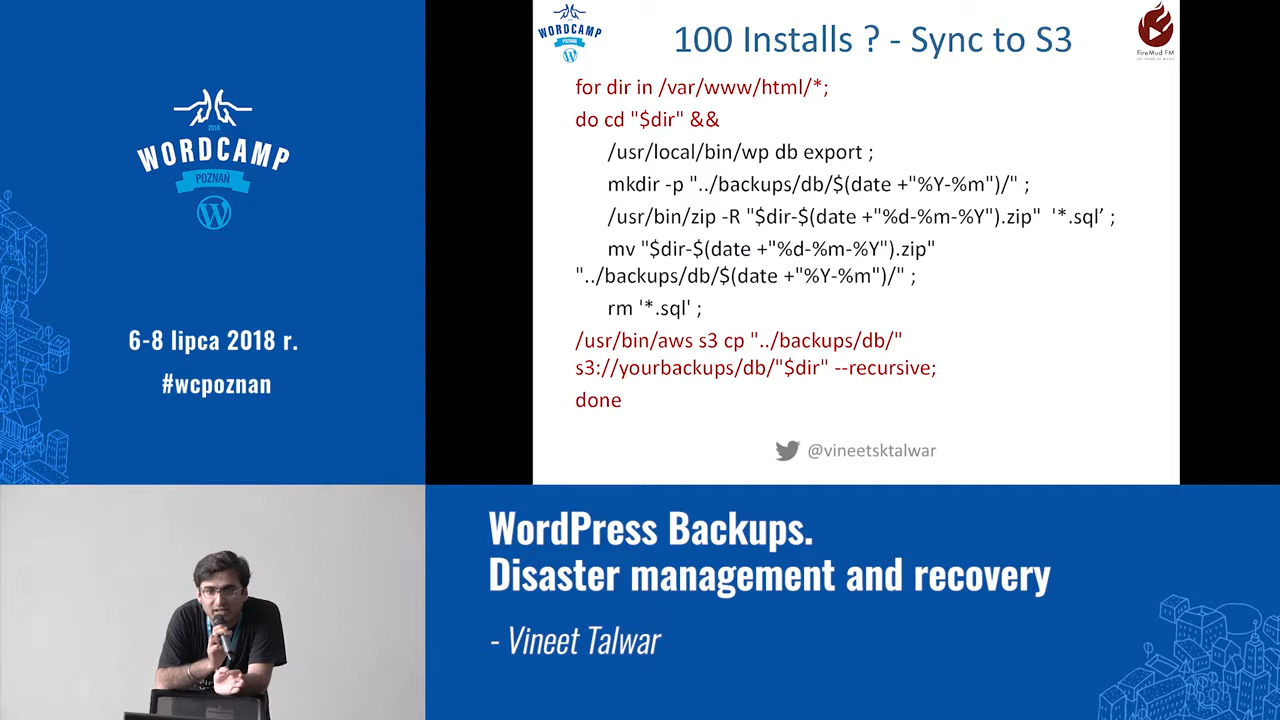 WORDCAMP
POZNAŃ
100 Installs ? - Sync to S3
FireMud FM
for dir in /var/www/html/*;
do cd "$dir" &&
/usr/local/bin/wp db export ;
mkdir -p "../backups/db/$(date +"%Y-%m")/" ;
/usr/bin/zip -R "$dir-$(date +"%d-%m-%Y").zip" '*.sql’ ;
mv "$dir-$(date +"%d-%m-%Y").zip"
"../backups/db/$(date +"%Y-%m")/" ;
rm '*.sql' ;
/usr/bin/aws s3 cp "../backups/db/"
s3://yourbackups/db/"$dir" --recursive;
done
@vineetsktalwar
2018
WORDCAMP
POZNAŃ
6-8 lipca 2018 r.
#wcpoznan
WordPress Backups.
Disaster management and recovery
- Vineet Talwar